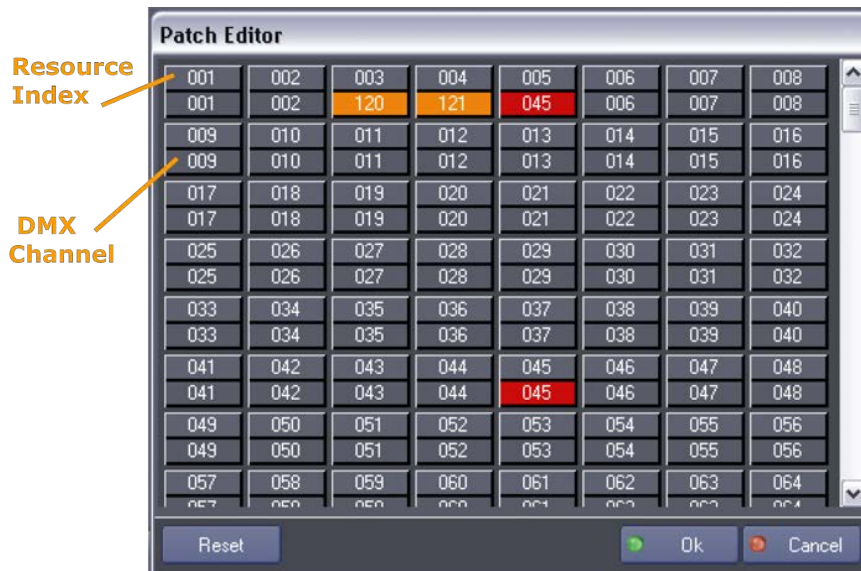 Patch Editor
Resource
Index
001 002 003 004 005 006 007 008
001 002 120 121 045 006 007 008
009 010 011 012 013 014 015 016
009 010 011 012 013 014 015 016
DMX
Channel
017 018 019 020 021 022 023 024
017 018 019 020 021 022 023 024
025 026 027 028 029 030 031 032
025 026 027 028 029 030 031 032
033 034 035 036 037 038 039 040
033 034 035 036 037 038 039 040
041 042 043 044 045 046 047 048
041 042 043 044 045 046 047 048
049 050 051 052 053 054 055 056
049 050 051 052 053 054 055 056
057 058 059 060 061 062 063 064
Reset Ok Cancel